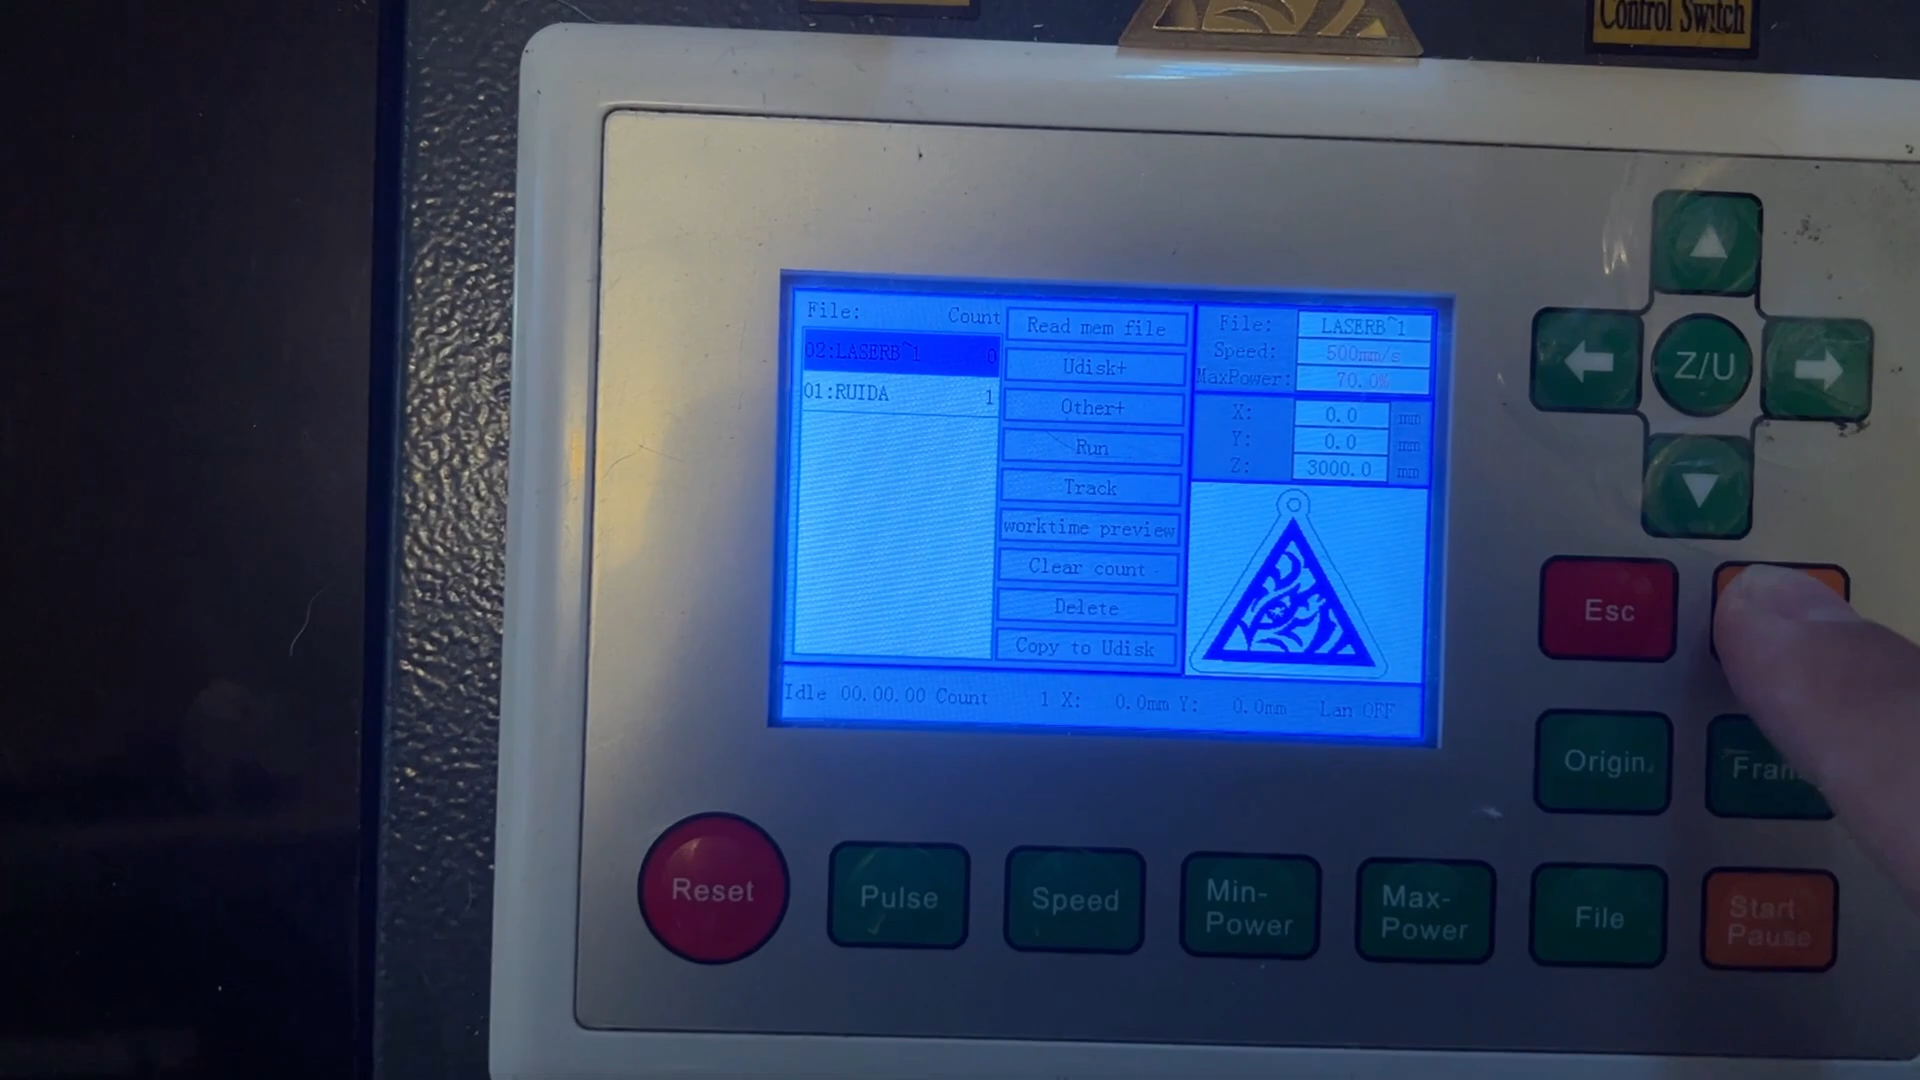 Control Switch
File: Count
02:LASERB~1 0
01:RUIDA 1
Read mem file
Udisk+
Other+
Run
Track
worktime preview
Clear count
Delete
Copy to Udisk
File: LASERB~1
Speed: 500mm/s
MaxPower: 70.0%
X: 0.0 mm
Y: 0.0 mm
Z: 3000.0 mm
Idle 00.00.00 Count 1 X: 0.0mm Y: 0.0mm Lan OFF
Z/U
Esc
Origin
Reset
Pulse
Speed
Min-
Power
Max-
Power
File
Start
Pause